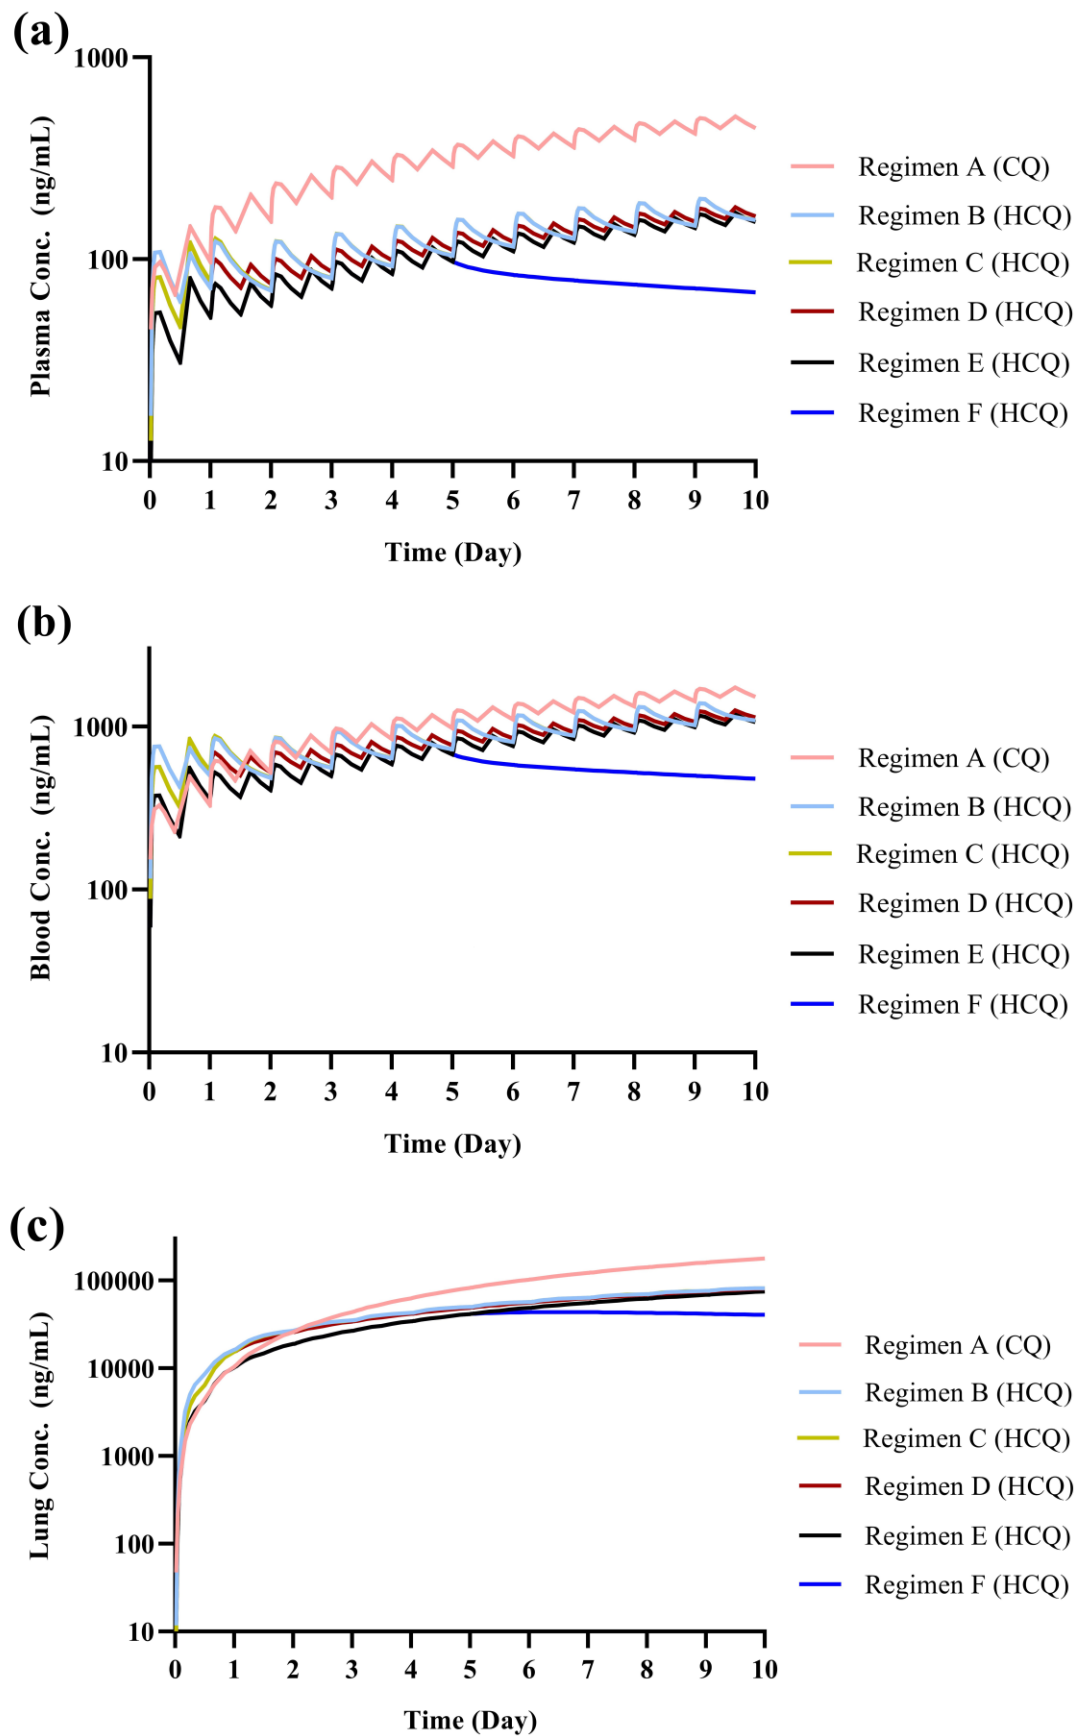 (a)
1000
100
10
Plasma Conc. (ng/mL)
0 1 2 3 4 5 6 7 8 9 10
Time (Day)
Regimen A (CQ)
Regimen B (HCQ)
Regimen C (HCQ)
Regimen D (HCQ)
Regimen E (HCQ)
Regimen F (HCQ)
(b)
1000
100
10
Blood Conc. (ng/mL)
0 1 2 3 4 5 6 7 8 9 10
Time (Day)
Regimen A (CQ)
Regimen B (HCQ)
Regimen C (HCQ)
Regimen D (HCQ)
Regimen E (HCQ)
Regimen F (HCQ)
(c)
100000
10000
1000
100
10
Lung Conc. (ng/mL)
0 1 2 3 4 5 6 7 8 9 10
Time (Day)
Regimen A (CQ)
Regimen B (HCQ)
Regimen C (HCQ)
Regimen D (HCQ)
Regimen E (HCQ)
Regimen F (HCQ)